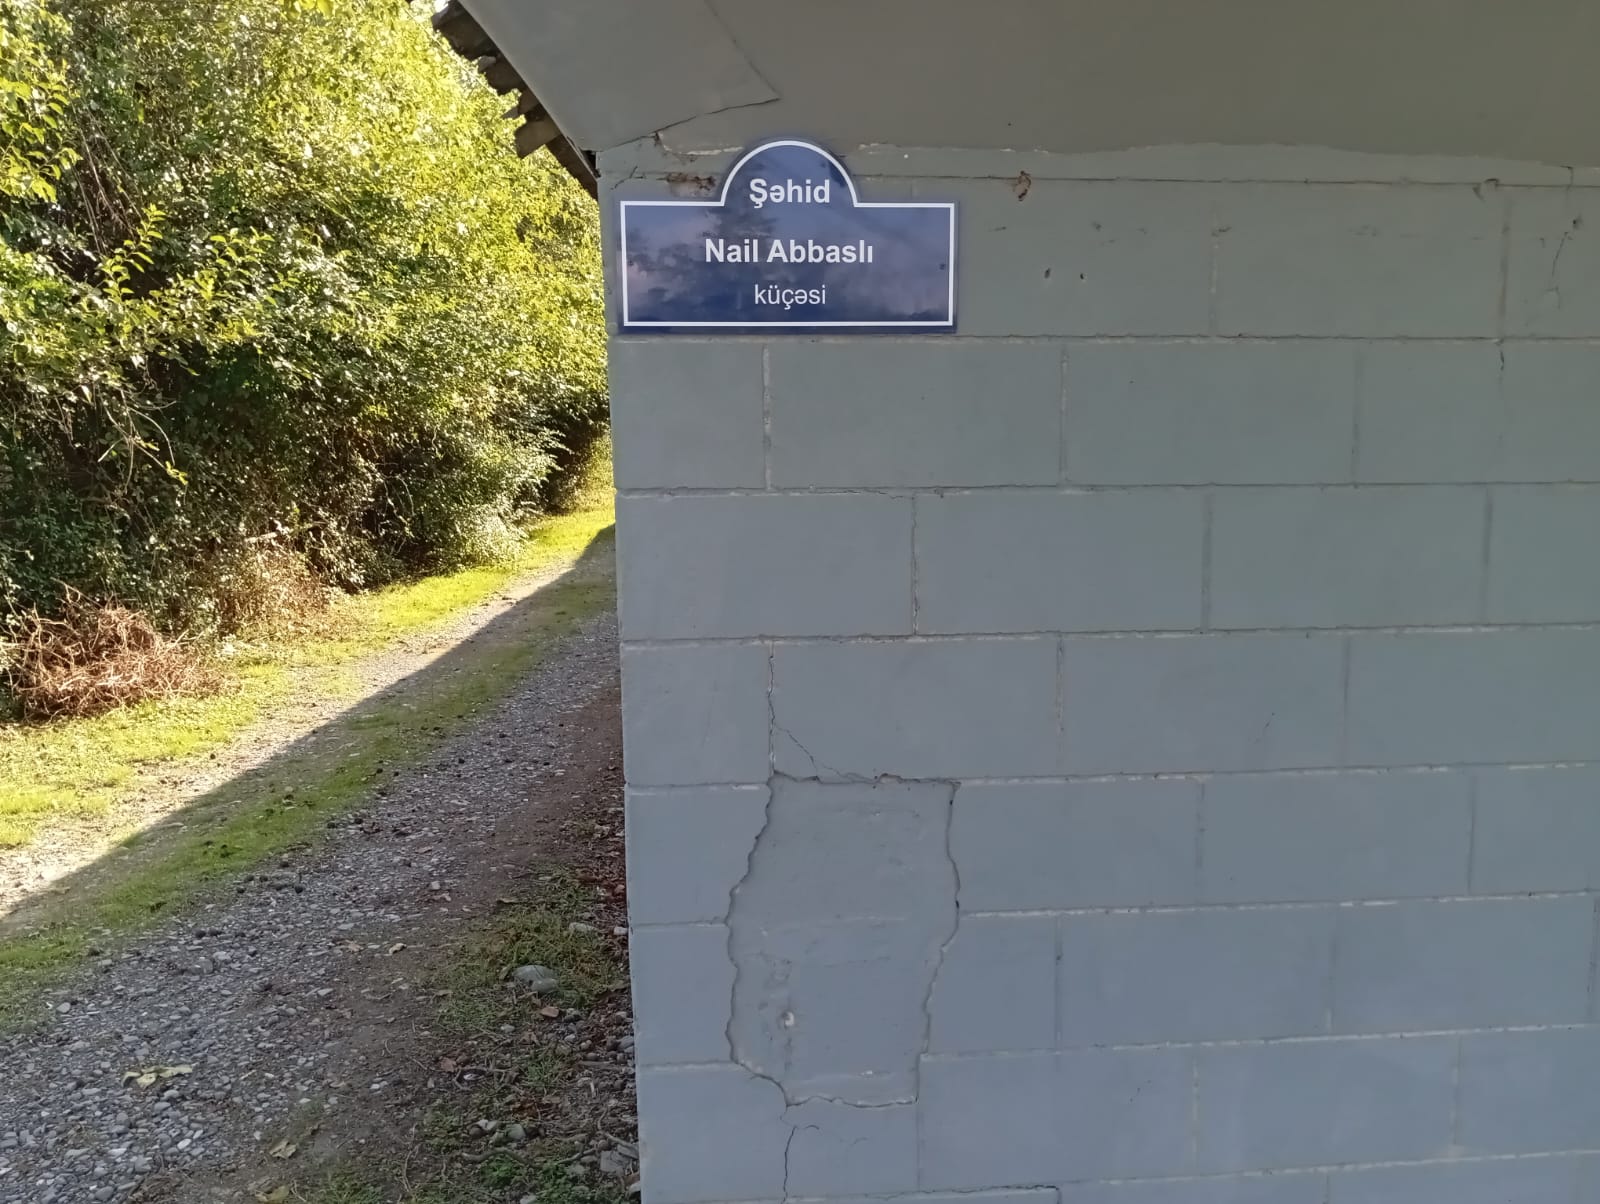 Şəhid
Nail Abbaslı
küçəsi